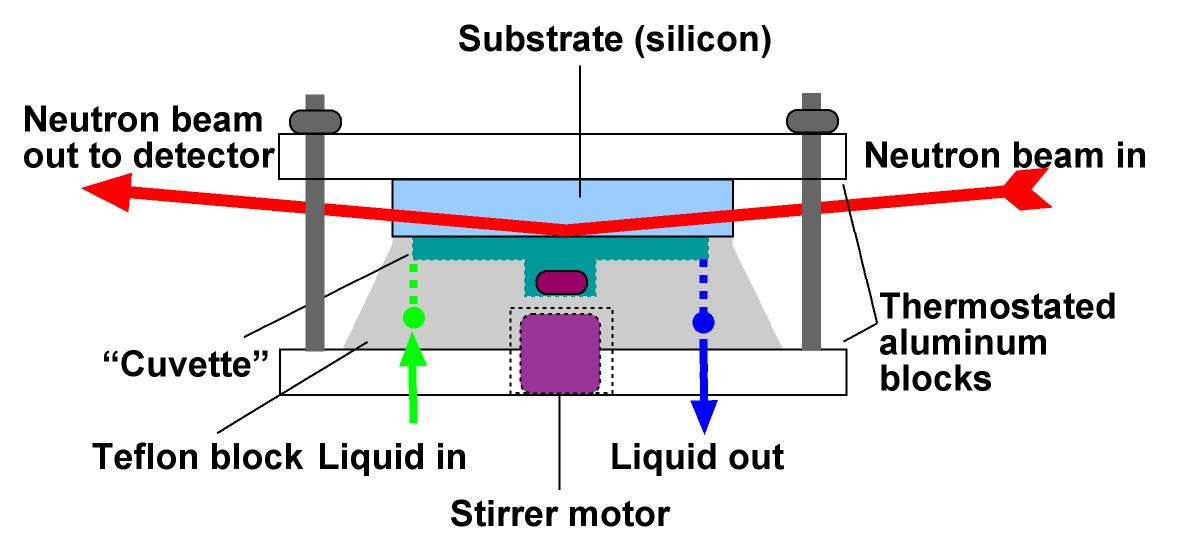 Substrate (silicon)
Neutron beam
out to detector
Neutron beam in
Thermostated
aluminum
blocks
“Cuvette”
Teflon block
Liquid in
Liquid out
Stirrer motor